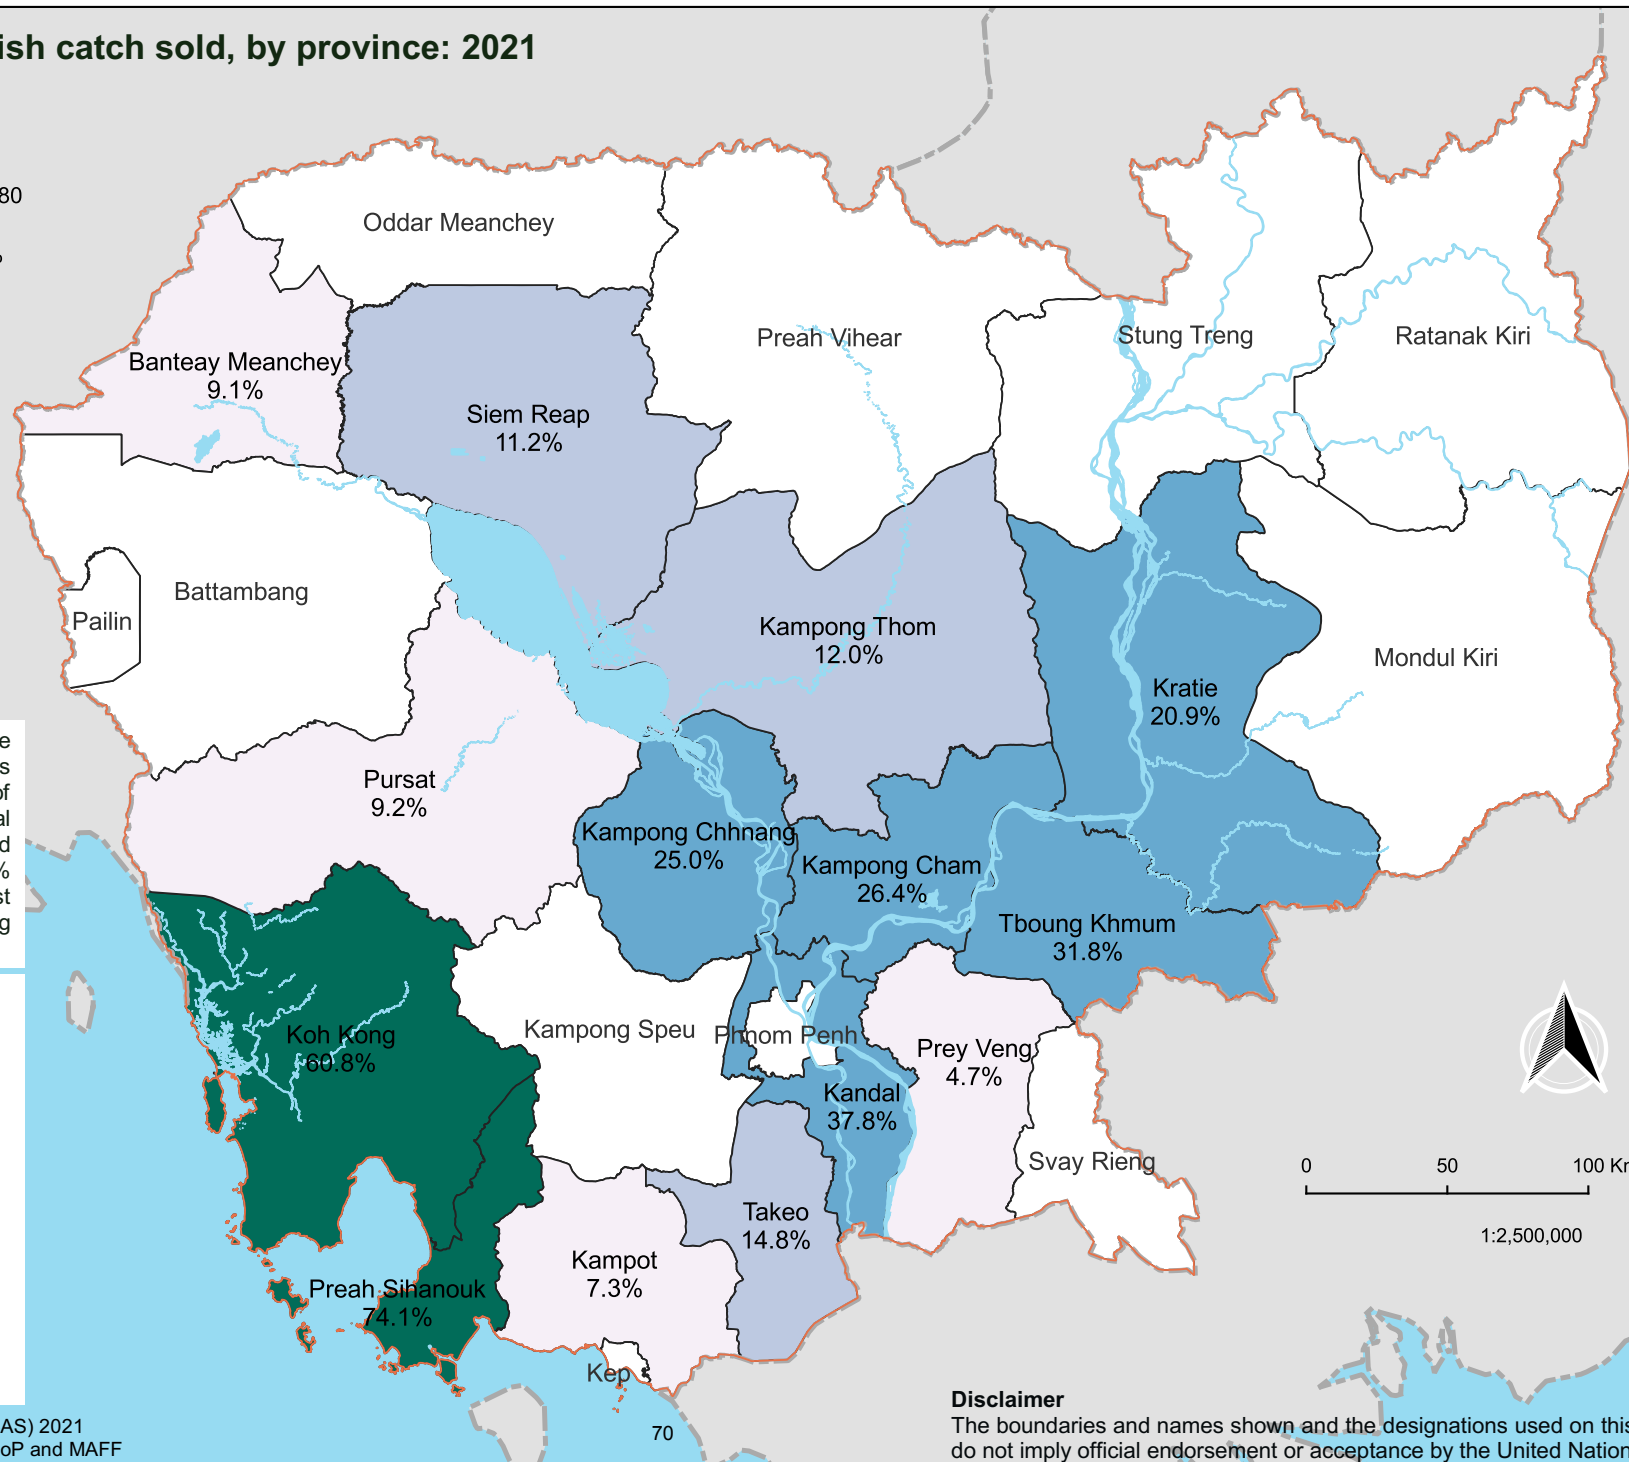 ish catch sold, by province: 2021
80
Oddar Meanchey
Preah Vihear
Stung Treng
Ratanak Kiri
Banteay Meanchey
9.1%
Siem Reap
11.2%
Battambang
Pailin
Kampong Thom
12.0%
Mondul Kiri
Kratie
20.9%
Pursat
9.2%
Kampong Chhnang
25.0%
Kampong Cham
26.4%
Tboung Khmum
31.8%
e
s
of
al
d
%
st
g
Koh Kong
60.8%
Kampong Speu
Phnom Penh
Prey Veng
4.7%
Kandal
37.8%
Svay Rieng
0 50 100 Km
1:2,500,000
Takeo
14.8%
Kampot
7.3%
Preah Sihanouk
74.1%
Kep
70
AS) 2021
oP and MAFF
Disclaimer
The boundaries and names shown and the designations used on this
do not imply official endorsement or acceptance by the United Nation